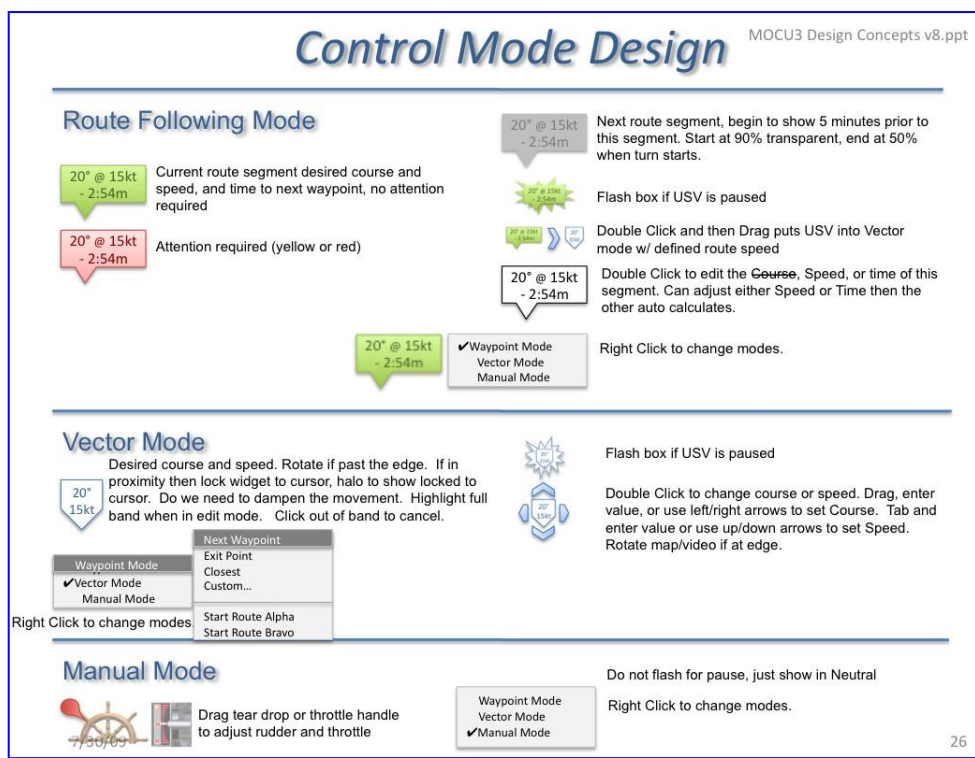 Control Mode Design
MOCU3 Design Concepts v8.ppt
Route Following Mode
20° @ 15kt
- 2:54m
Current route segment desired course and
speed, and time to next waypoint, no attention
required
20° @ 15kt
- 2:54m
Attention required (yellow or red)
20° @ 15kt
- 2:54m
Next route segment, begin to show 5 minutes prior to
this segment. Start at 90% transparent, end at 50%
when turn starts.
20° @ 15kt
- 2:54m
Flash box if USV is paused
20° @ 15kt
- 2:54m
20°
15kt
Double Click and then Drag puts USV into Vector
mode w/ defined route speed
20° @ 15kt
- 2:54m
Double Click to edit the Course, Speed, or time of this
segment. Can adjust either Speed or Time then the
other auto calculates.
20° @ 15kt
- 2:54m
✔Waypoint Mode
Vector Mode
Manual Mode
Right Click to change modes.
Vector Mode
20°
15kt
Desired course and speed. Rotate if past the edge. If in
proximity then lock widget to cursor, halo to show locked to
cursor. Do we need to dampen the movement. Highlight full
band when in edit mode. Click out of band to cancel.
Waypoint Mode
✔Vector Mode
Manual Mode
Next Waypoint
Exit Point
Closest
Custom...
Start Route Alpha
Start Route Bravo
Right Click to change modes.
20°
15kt
Flash box if USV is paused
20°
15kt
Double Click to change course or speed. Drag, enter
value, or use left/right arrows to set Course. Tab and
enter value or use up/down arrows to set Speed.
Rotate map/video if at edge.
Manual Mode
Drag tear drop or throttle handle
to adjust rudder and throttle
Waypoint Mode
Vector Mode
✔Manual Mode
Do not flash for pause, just show in Neutral
Right Click to change modes.
7/30/09
26